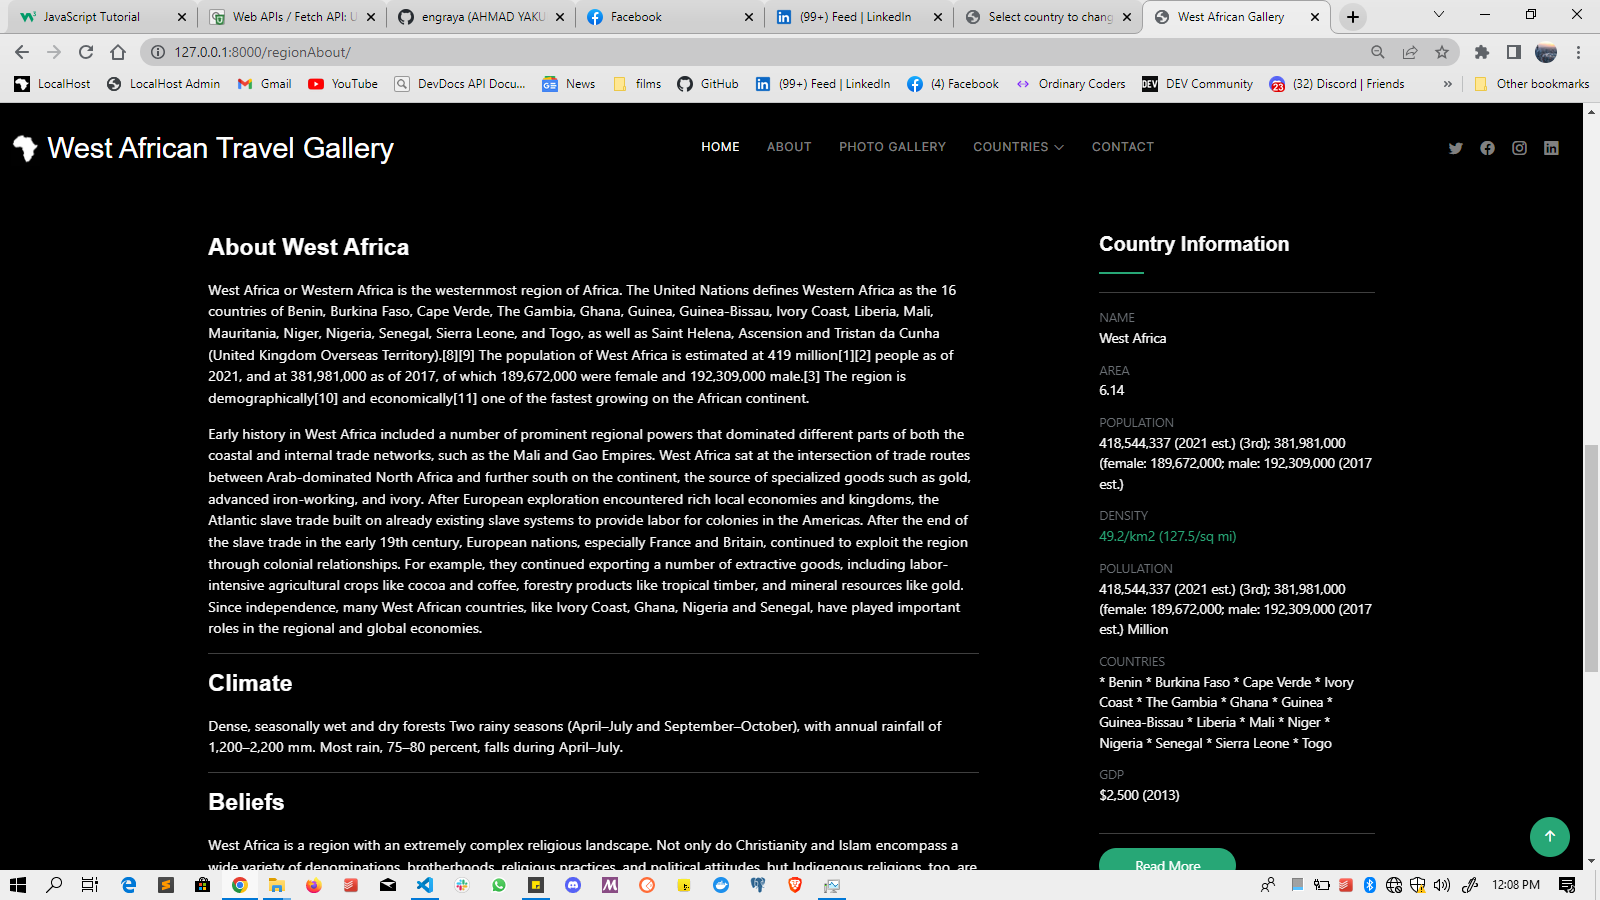 JavaScript Tutorial
Web APIs / Fetch API: U
engraya (AHMAD YAKU
Facebook
(99+) Feed | LinkedIn
Select country to chang
West African Gallery
127.0.0.1:8000/regionAbout/
LocalHost
LocalHost Admin
Gmail
YouTube
DevDocs API Docu...
News
films
GitHub
(99+) Feed | LinkedIn
(4) Facebook
Ordinary Coders
DEV
DEV Community
23
(32) Discord | Friends
»
Other bookmarks
West African Travel Gallery
HOME
ABOUT
PHOTO GALLERY
COUNTRIES
CONTACT
About West Africa
West Africa or Western Africa is the westernmost region of Africa. The United Nations defines Western Africa as the 16
countries of Benin, Burkina Faso, Cape Verde, The Gambia, Ghana, Guinea, Guinea-Bissau, Ivory Coast, Liberia, Mali,
Mauritania, Niger, Nigeria, Senegal, Sierra Leone, and Togo, as well as Saint Helena, Ascension and Tristan da Cunha
(United Kingdom Overseas Territory).[8][9] The population of West Africa is estimated at 419 million[1][2] people as of
2021, and at 381,981,000 as of 2017, of which 189,672,000 were female and 192,309,000 male.[3] The region is
demographically[10] and economically[11] one of the fastest growing on the African continent.
Early history in West Africa included a number of prominent regional powers that dominated different parts of both the
coastal and internal trade networks, such as the Mali and Gao Empires. West Africa sat at the intersection of trade routes
between Arab-dominated North Africa and further south on the continent, the source of specialized goods such as gold,
advanced iron-working, and ivory. After European exploration encountered rich local economies and kingdoms, the
Atlantic slave trade built on already existing slave systems to provide labor for colonies in the Americas. After the end of
the slave trade in the early 19th century, European nations, especially France and Britain, continued to exploit the region
through colonial relationships. For example, they continued exporting a number of extractive goods, including labor-
intensive agricultural crops like cocoa and coffee, forestry products like tropical timber, and mineral resources like gold.
Since independence, many West African countries, like Ivory Coast, Ghana, Nigeria and Senegal, have played important
roles in the regional and global economies.
Climate
Dense, seasonally wet and dry forests Two rainy seasons (April–July and September–October), with annual rainfall of
1,200–2,200 mm. Most rain, 75–80 percent, falls during April–July.
Beliefs
West Africa is a region with an extremely complex religious landscape. Not only do Christianity and Islam encompass a
wide variety of denominations, brotherhoods, religious practices, and political attitudes, but Indigenous religions, too, are
Country Information
NAME
West Africa
AREA
6.14
POPULATION
418,544,337 (2021 est.) (3rd); 381,981,000
(female: 189,672,000; male: 192,309,000 (2017
est.)
DENSITY
49.2/km2 (127.5/sq mi)
POLULATION
418,544,337 (2021 est.) (3rd); 381,981,000
(female: 189,672,000; male: 192,309,000 (2017
est.) Million
COUNTRIES
* Benin * Burkina Faso * Cape Verde * Ivory
Coast * The Gambia * Ghana * Guinea *
Guinea-Bissau * Liberia * Mali * Niger *
Nigeria * Senegal * Sierra Leone * Togo
GDP
$2,500 (2013)
Read More
12:08 PM